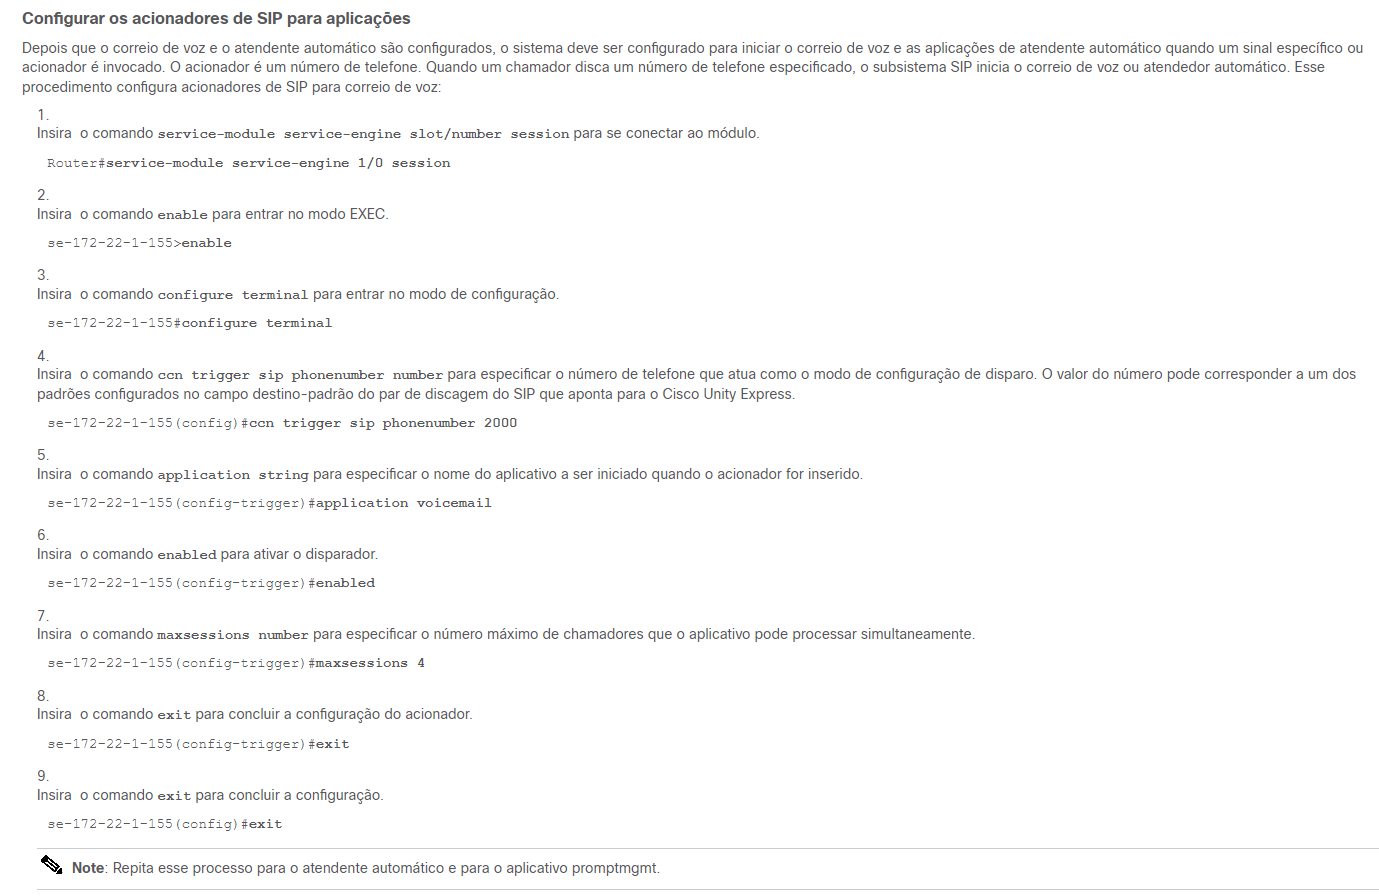 Configurar os acionadores de SIP para aplicações
Depois que o correio de voz e o atendente automático são configurados, o sistema deve ser configurado para iniciar o correio de voz e as aplicações de atendente automático quando um sinal específico ou
acionador é invocado. O acionador é um número de telefone. Quando um chamador disca um número de telefone especificado, o subsistema SIP inicia o correio de voz ou atendedor automático. Esse
procedimento configura acionadores de SIP para correio de voz:
1.
Insira o comando service-module service-engine slot/number session para se conectar ao módulo.
Router#service-module service-engine 1/0 session
2.
Insira o comando enable para entrar no modo EXEC.
se-172-22-1-155>enable
3.
Insira o comando configure terminal para entrar no modo de configuração.
se-172-22-1-155#configure terminal
4.
Insira o comando ccn trigger sip phonenumber number para especificar o número de telefone que atua como o modo de configuração de disparo. O valor do número pode corresponder a um dos
padrões configurados no campo destino-padrão do par de discagem do SIP que aponta para o Cisco Unity Express.
se-172-22-1-155(config)#ccn trigger sip phonenumber 2000
5.
Insira o comando application string para especificar o nome do aplicativo a ser iniciado quando o acionador for inserido.
se-172-22-1-155(config-trigger)#application voicemail
6.
Insira o comando enabled para ativar o disparador.
se-172-22-1-155(config-trigger)#enabled
7.
Insira o comando maxsessions number para especificar o número máximo de chamadores que o aplicativo pode processar simultaneamente.
se-172-22-1-155(config-trigger)#maxsessions 4
8.
Insira o comando exit para concluir a configuração do acionador.
se-172-22-1-155(config-trigger)#exit
9.
Insira o comando exit para concluir a configuração.
se-172-22-1-155(config)#exit
Note: Repita esse processo para o atendente automático e para o aplicativo promptmgmt.